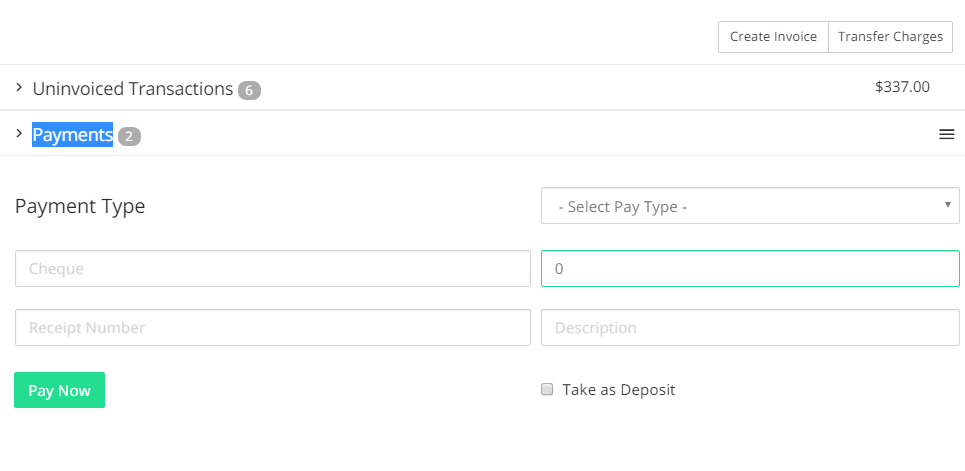 Create Invoice Transfer Charges
Uninvoiced Transactions 6 $337.00
Payments 2
Payment Type - Select Pay Type -
Cheque 0
Receipt Number Description
Pay Now Take as Deposit